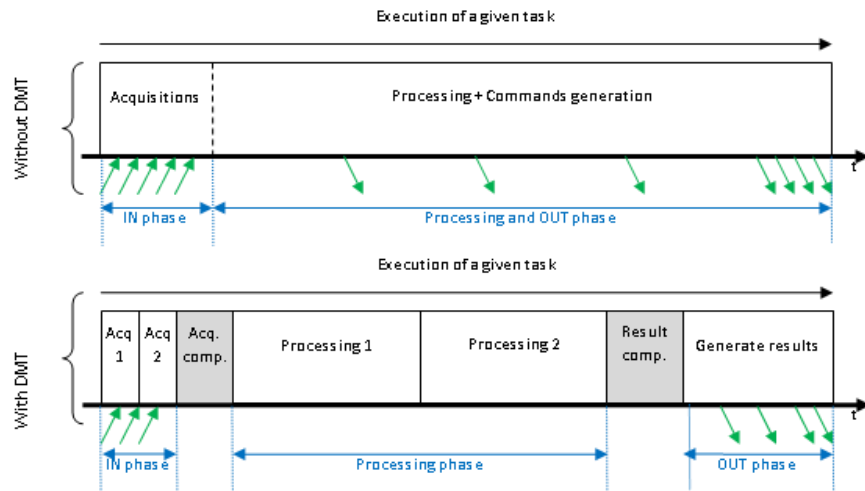 Execution of a given task
Without DMT
Acquisitions
Processing + Commands generation
t
IN phase
Processing and OUT phase
Execution of a given task
With DMT
Acq 1
Acq 2
Acq. comp.
Processing 1
Processing 2
Result comp.
Generate results
t
IN phase
Processing phase
OUT phase